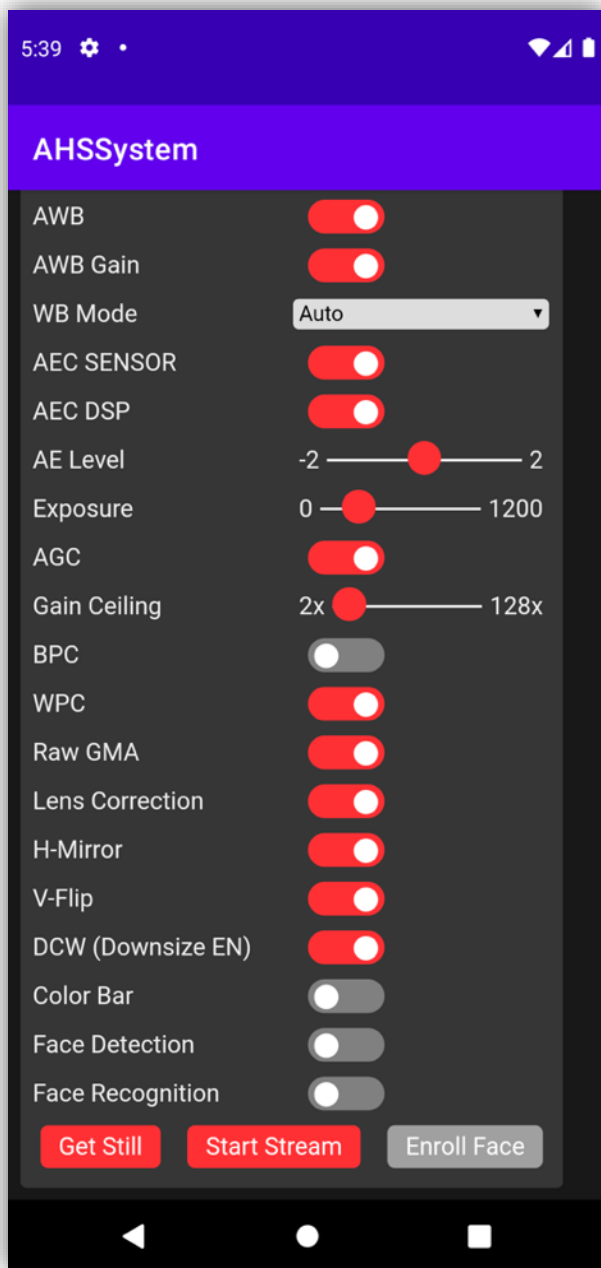 5:39
AHSSystem
AWB
AWB Gain
WB Mode Auto
AEC SENSOR
AEC DSP
AE Level -2 2
Exposure 0 1200
AGC
Gain Ceiling 2x 128x
BPC
WPC
Raw GMA
Lens Correction
H-Mirror
V-Flip
DCW (Downsize EN)
Color Bar
Face Detection
Face Recognition
Get Still Start Stream Enroll Face